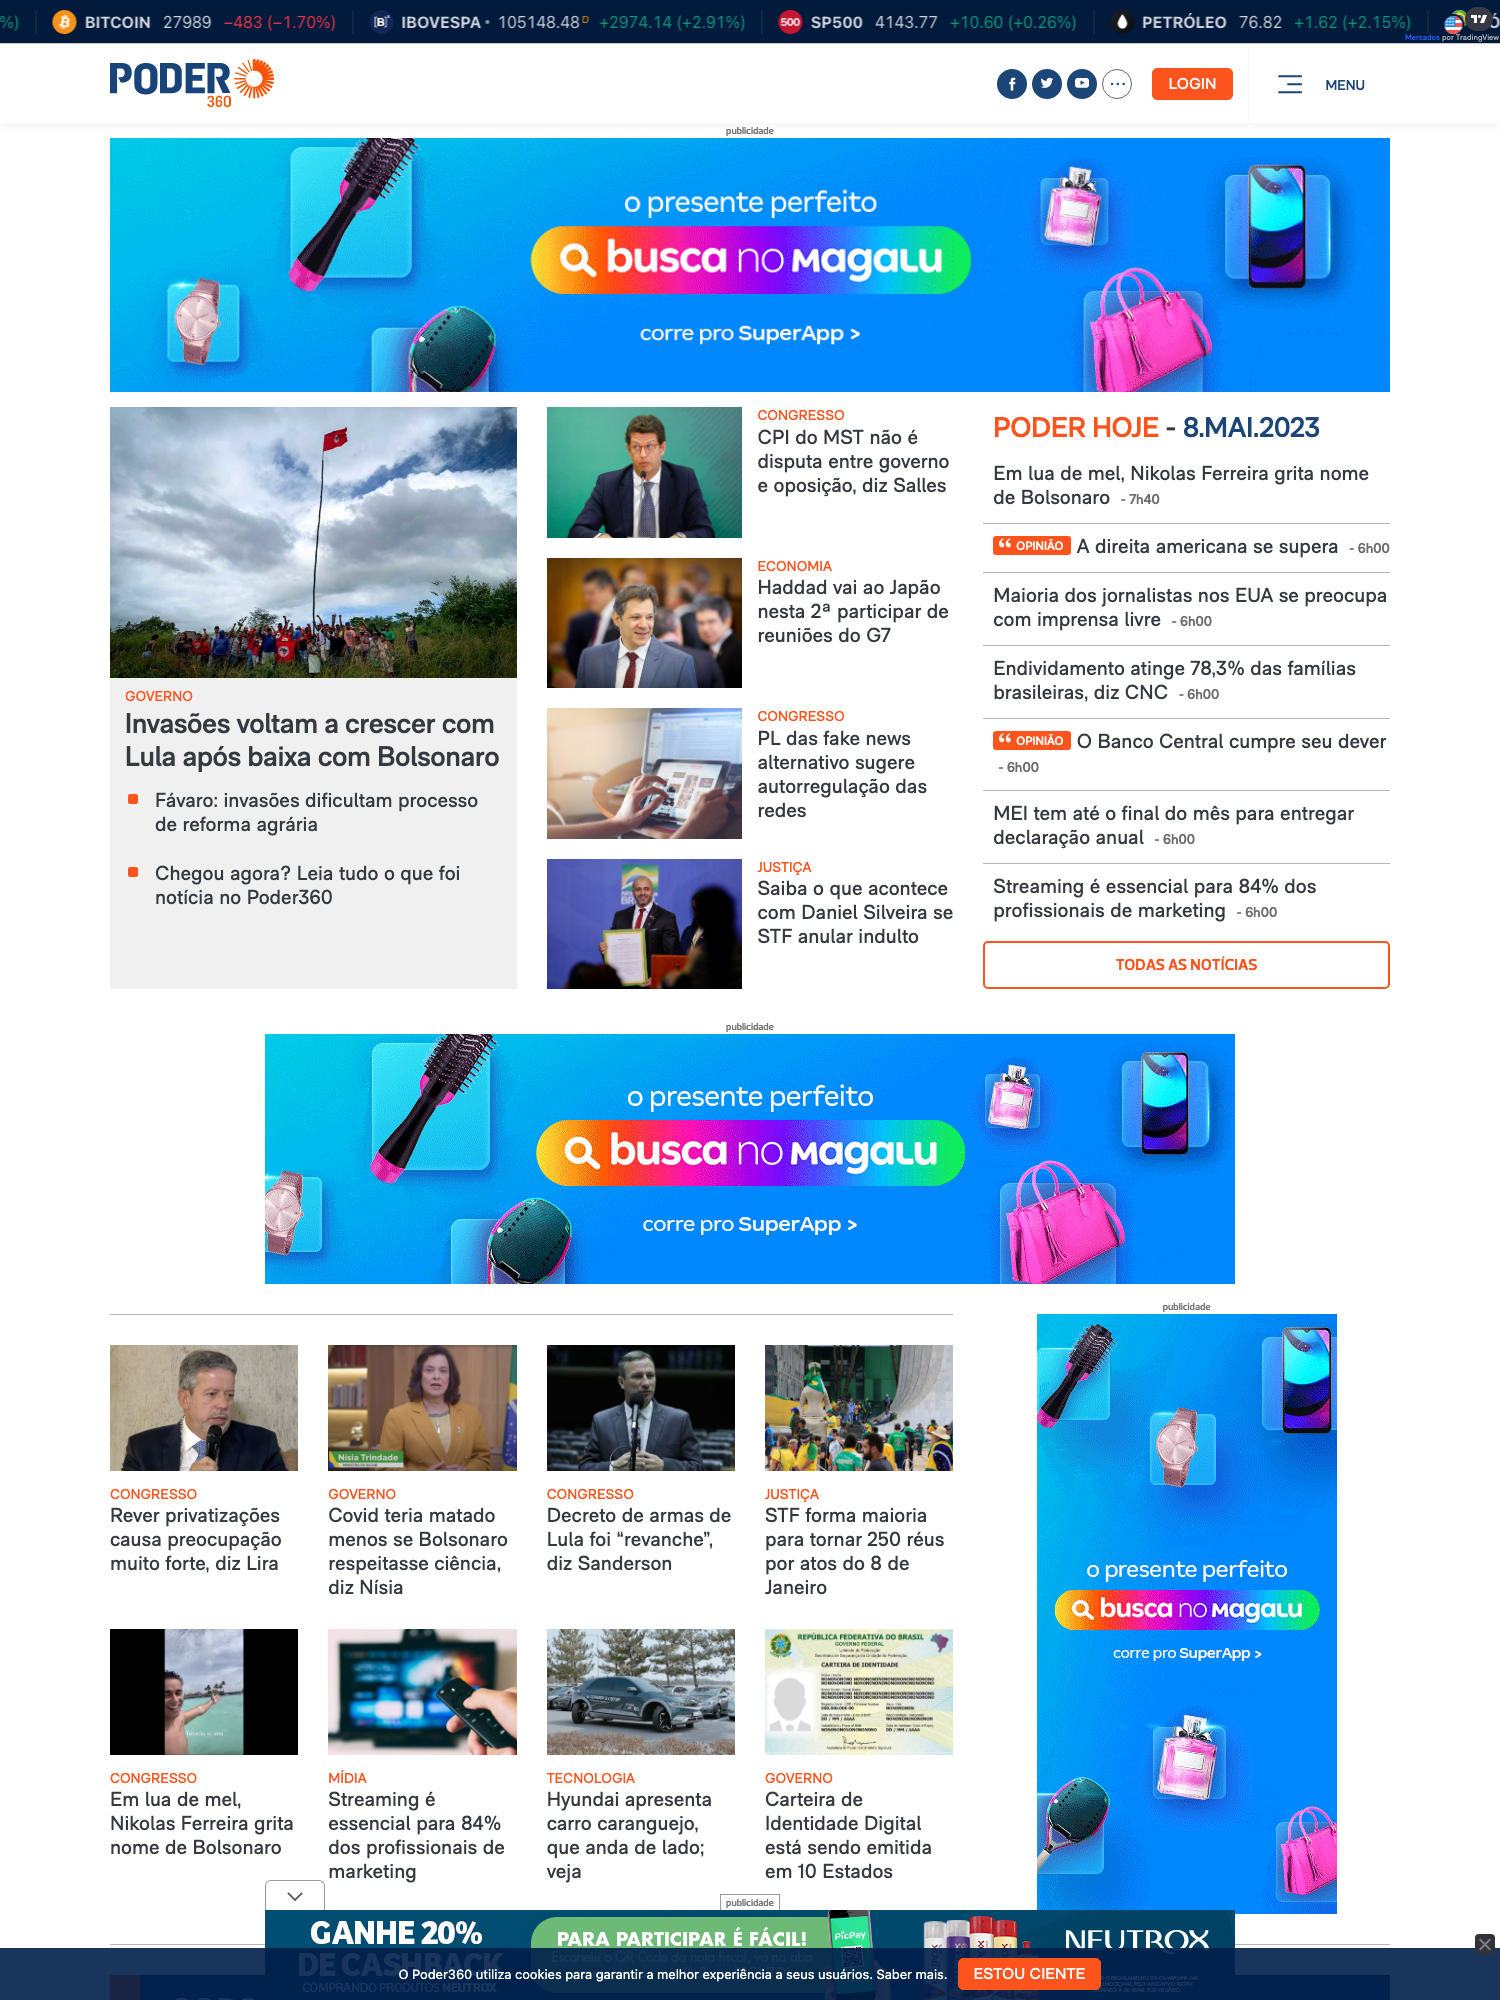 %)
BITCOIN 27989 −483 (−1.70%)
IBOVESPA 105148.48 D +2974.14 (+2.91%)
500 SP500 4143.77 +10.60 (+0.26%)
PETRÓLEO 76.82 +1.62 (+2.15%)
Mercados por TradingView
PODER
360
LOGIN
MENU
publicidade
o presente perfeito
busca no Magalu
corre pro SuperApp >
GOVERNO
Invasões voltam a crescer com
Lula após baixa com Bolsonaro
Fávaro: invasões dificultam processo
de reforma agrária
Chegou agora? Leia tudo o que foi
notícia no Poder360
CONGRESSO
CPI do MST não é
disputa entre governo
e oposição, diz Salles
ECONOMIA
Haddad vai ao Japão
nesta 2ª participar de
reuniões do G7
CONGRESSO
PL das fake news
alternativo sugere
autorregulação das
redes
JUSTIÇA
Saiba o que acontece
com Daniel Silveira se
STF anular indulto
PODER HOJE - 8.MAI.2023
Em lua de mel, Nikolas Ferreira grita nome
de Bolsonaro - 7h40
“ OPINIÃO A direita americana se supera - 6h00
Maioria dos jornalistas nos EUA se preocupa
com imprensa livre - 6h00
Endividamento atinge 78,3% das famílias
brasileiras, diz CNC - 6h00
“ OPINIÃO O Banco Central cumpre seu dever
- 6h00
MEI tem até o final do mês para entregar
declaração anual - 6h00
Streaming é essencial para 84% dos
profissionais de marketing - 6h00
TODAS AS NOTÍCIAS
publicidade
o presente perfeito
busca no Magalu
corre pro SuperApp >
publicidade
o presente perfeito
busca no Magalu
corre pro SuperApp >
Nísia Trindade
CONGRESSO
Rever privatizações
causa preocupação
muito forte, diz Lira
GOVERNO
Covid teria matado
menos se Bolsonaro
respeitasse ciência,
diz Nísia
CONGRESSO
Decreto de armas de
Lula foi “revanche”,
diz Sanderson
JUSTIÇA
STF forma maioria
para tornar 250 réus
por atos do 8 de
Janeiro
REPÚBLICA FEDERATIVA DO BRASIL
GOVERNO FEDERAL
CARTEIRA DE IDENTIDADE
CONGRESSO
Em lua de mel,
Nikolas Ferreira grita
nome de Bolsonaro
MÍDIA
Streaming é
essencial para 84%
dos profissionais de
marketing
TECNOLOGIA
Hyundai apresenta
carro caranguejo,
que anda de lado;
veja
GOVERNO
Carteira de
Identidade Digital
está sendo emitida
em 10 Estados
publicidade
GANHE 20%
DE CASHBACK
COMPRANDO PRODUTOS NEUTROX
PARA PARTICIPAR É FÁCIL!
PicPay
NEUTROX
O Poder360 utiliza cookies para garantir a melhor experiência a seus usuários. Saber mais.
ESTOU CIENTE